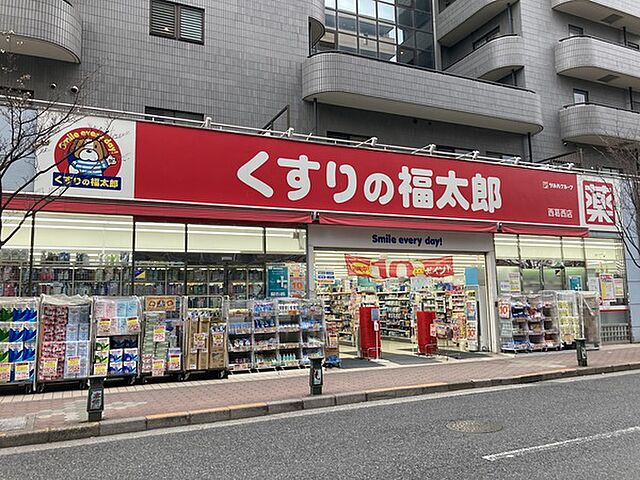 Smile every day!
くすりの福太郎
くすりの福太郎
ツルハグループ
西葛西店
薬
Smile every day!
10